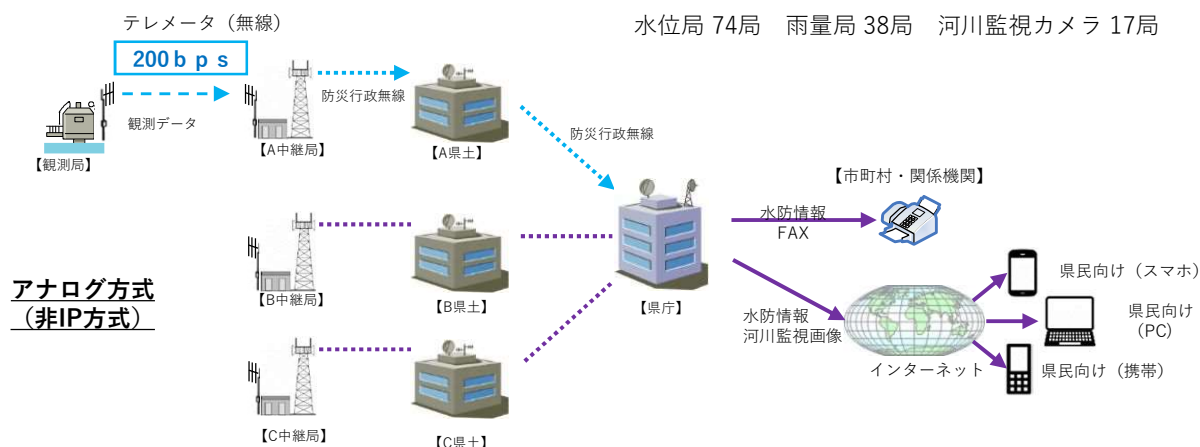 テレメータ（無線）
水位局 74局　雨量局 38局　河川監視カメラ 17局
200ｂｐｓ
防災行政無線
観測データ
防災行政無線
【観測局】
【A中継局】
【A県土】
【市町村・関係機関】
水防情報
FAX
アナログ方式
（非IP方式）
【B中継局】
【B県土】
【県庁】
水防情報
河川監視画像
インターネット
県民向け（スマホ）
県民向け
（PC）
県民向け（携帯）
【C中継局】
【C県土】